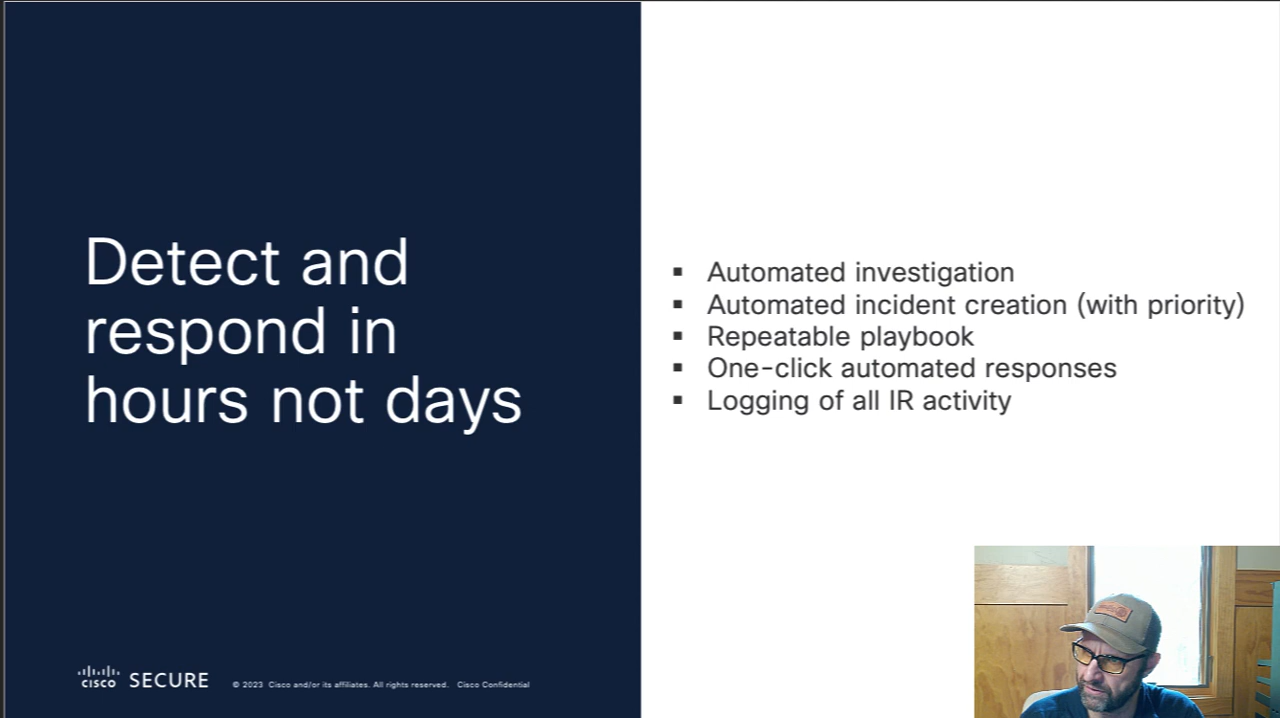 Detect and
respond in
hours not days
▪ Automated investigation
▪ Automated incident creation (with priority)
▪ Repeatable playbook
▪ One-click automated responses
▪ Logging of all IR activity
CISCO SECURE © 2023 Cisco and/or its affiliates. All rights reserved. Cisco Confidential